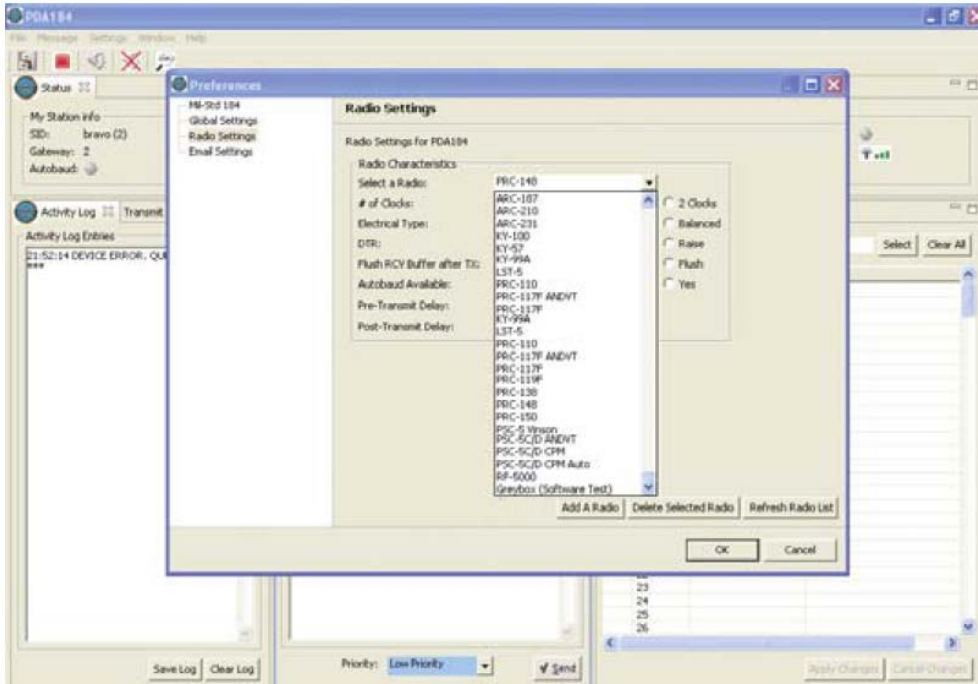 PDA184
File Message Settings Window Help
Status
My Station info
SID: bravo (2)
Gateway: 2
Autobaud:
Activity Log
Transmit
Activity Log Entries
21:52:14 DEVICE ERROR. QU
***
Save Log
Clear Log
Preferences
Mil-Std 184
Global Settings
Radio Settings
Email Settings
Radio Settings
Radio Settings for PDA184
Radio Characteristics
Select a Radio: PRC-148
# of Clocks:
Electrical Type:
DTR:
Flush RCV Buffer after TX:
Autobaud Available:
Pre-Transmit Delay:
Post-Transmit Delay:
ARC-187
ARC-210
ARC-231
KY-100
KY-57
KY-99A
LST-5
PRC-110
PRC-117F ANDVT
PRC-117F
KY-99A
LST-5
PRC-110
PRC-117F ANDVT
PRC-117F
PRC-119F
PRC-138
PRC-148
PRC-150
PSC-5 Vinson
PSC-5C/D ANDVT
PSC-5C/D CPM
PSC-5C/D CPM Auto
RF-5000
Greybox (Software Test)
2 Clocks
Balanced
Raise
Flush
Yes
Add A Radio
Delete Selected Radio
Refresh Radio List
OK
Cancel
Priority: Low Priority
Send
Select
Clear All
23
24
25
26
Apply Changes
Cancel Changes